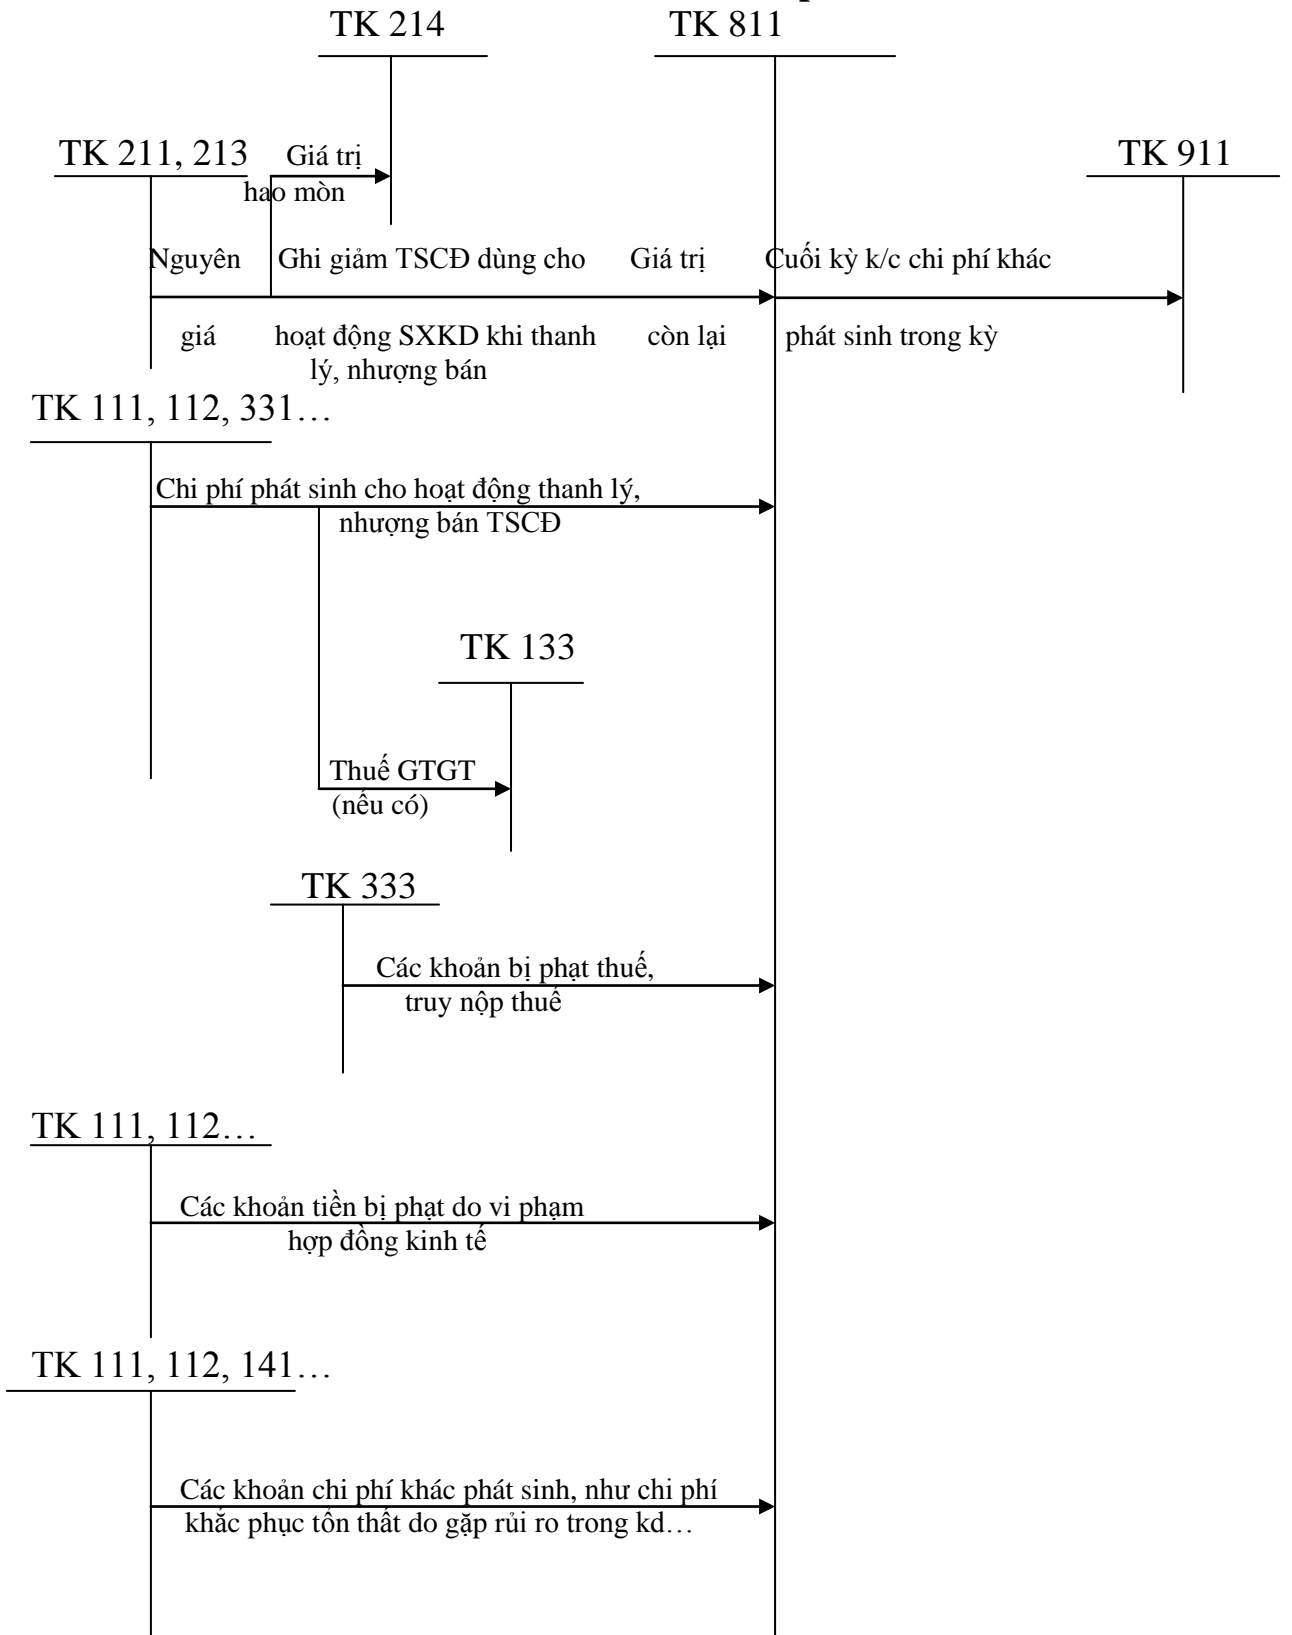 TK 214
TK 811
TK 211, 213
Giá trị
hao mòn
TK 911
Nguyên
Ghi giảm TSCĐ dùng cho
Giá trị
Cuối kỳ k/c chi phí khác
giá
hoạt động SXKD khi thanh
lý, nhượng bán
còn lại
phát sinh trong kỳ
TK 111, 112, 331…
Chi phí phát sinh cho hoạt động thanh lý,
nhượng bán TSCĐ
TK 133
Thuế GTGT
(nếu có)
TK 333
Các khoản bị phạt thuế,
truy nộp thuế
TK 111, 112…
Các khoản tiền bị phạt do vi phạm
hợp đồng kinh tế
TK 111, 112, 141…
Các khoản chi phí khác phát sinh, như chi phí
khắc phục tổn thất do gặp rủi ro trong kd…